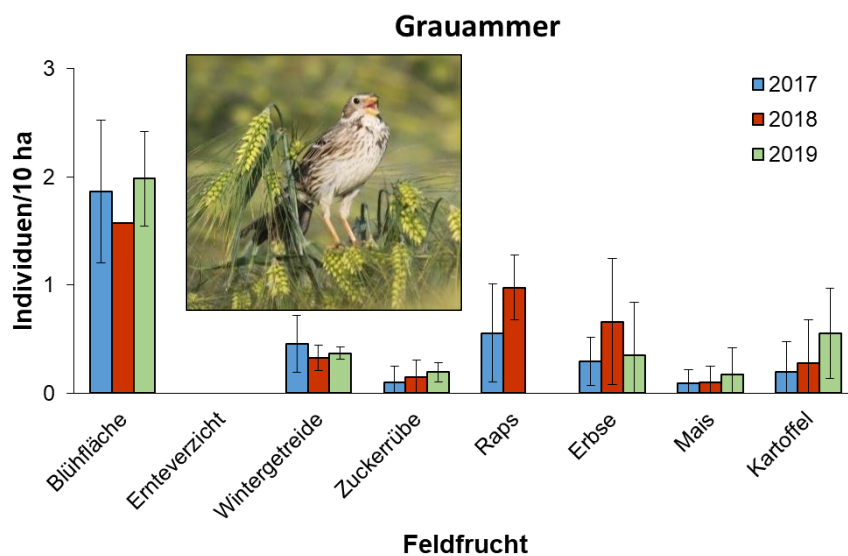 Grauammer
3
2
1
0
Individuen/10 ha
2017
2018
2019
Blühfläche
Ernteverzicht
Wintergetreide
Zuckerrübe
Raps
Erbse
Mais
Kartoffel
Feldfrucht